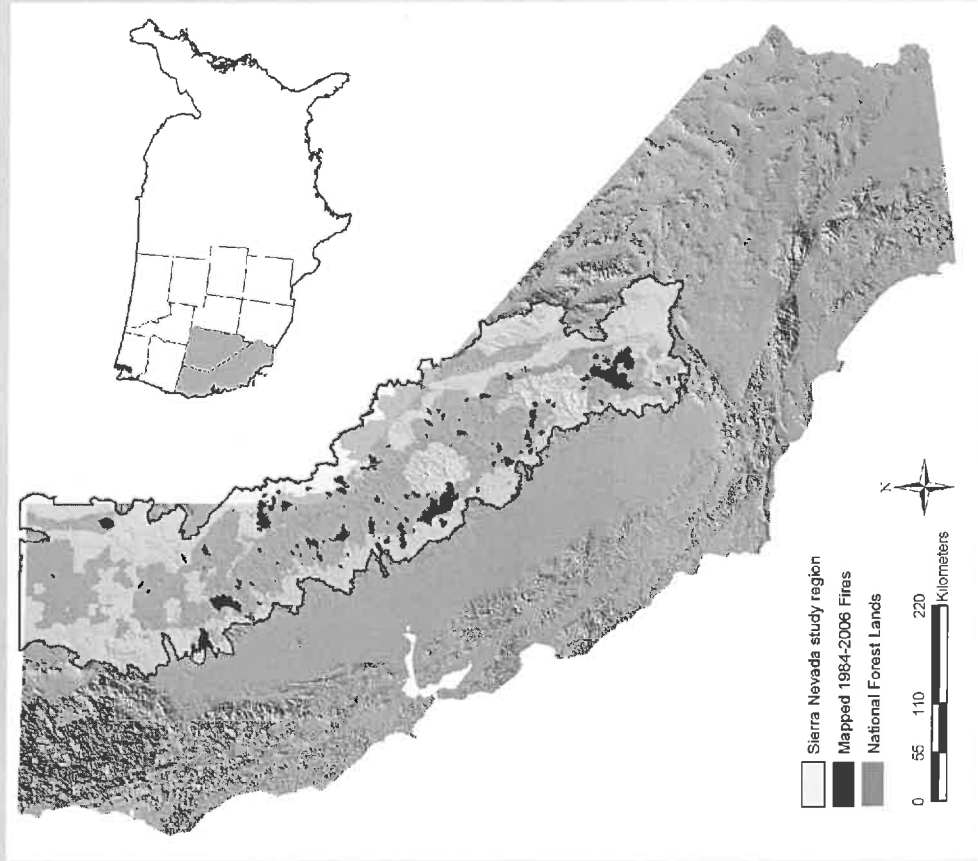 N
Sierra Nevada study region
Mapped 1984-2006 Fires
National Forest Lands
0 55 110 220
Kilometers